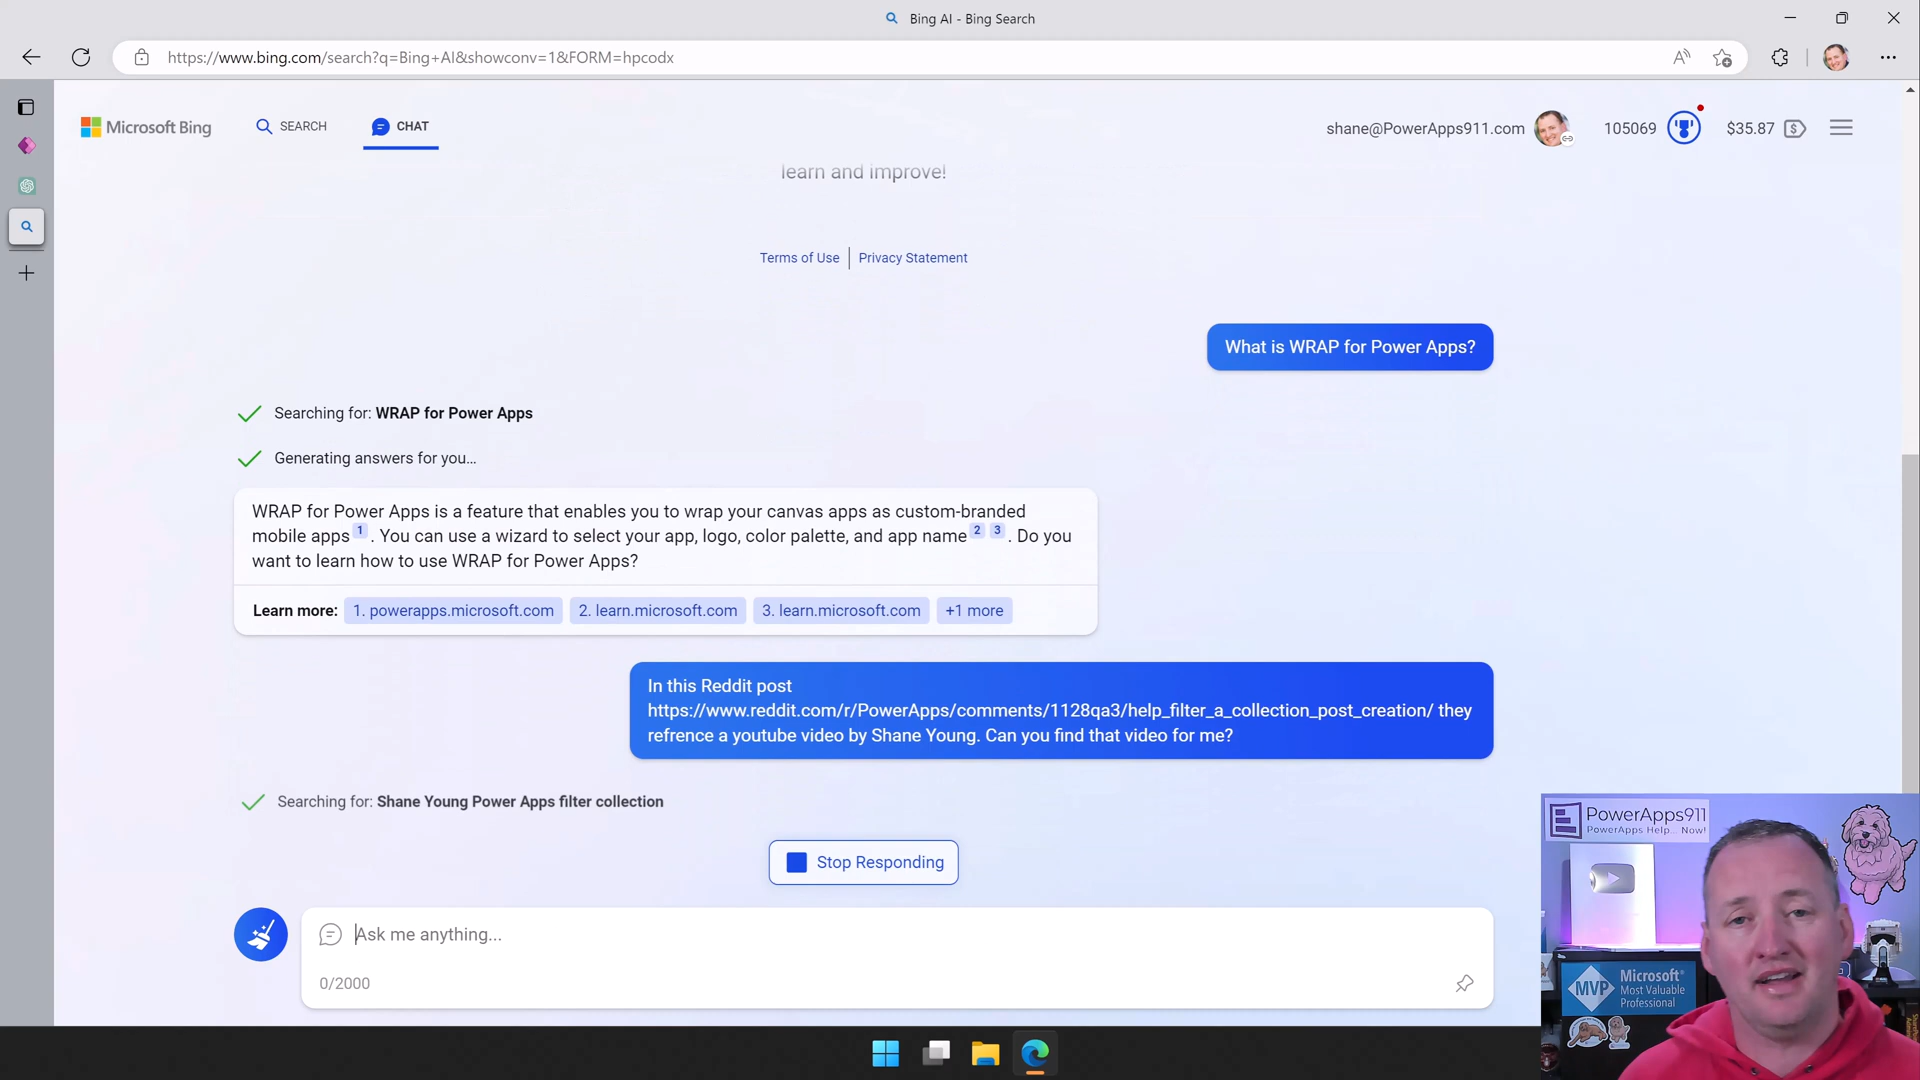 Bing AI - Bing Search
https://www.bing.com/search?q=Bing+AI&showconv=1&FORM=hpcodx
Microsoft Bing
SEARCH
CHAT
shane@PowerApps911.com
105069
$35.87
learn and improve!
Terms of Use
Privacy Statement
What is WRAP for Power Apps?
Searching for: WRAP for Power Apps
Generating answers for you...
WRAP for Power Apps is a feature that enables you to wrap your canvas apps as custom-branded
mobile apps 1 . You can use a wizard to select your app, logo, color palette, and app name 2 3 . Do you
want to learn how to use WRAP for Power Apps?
Learn more: 1. powerapps.microsoft.com 2. learn.microsoft.com 3. learn.microsoft.com +1 more
In this Reddit post
https://www.reddit.com/r/PowerApps/comments/1128qa3/help_filter_a_collection_post_creation/ they
refrence a youtube video by Shane Young. Can you find that video for me?
Searching for: Shane Young Power Apps filter collection
Stop Responding
Ask me anything...
0/2000
PowerApps911
PowerApps Help... Now!
MVP
Microsoft®
Most Valuable
Professional